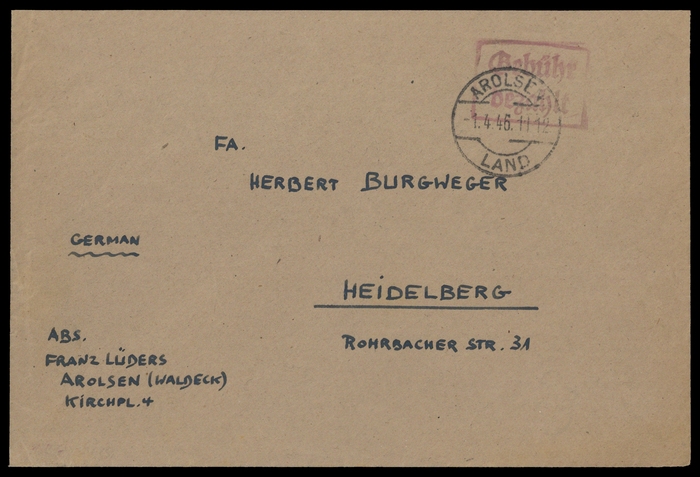 Gebühr
bezahlt
AROLSEN
-1.4.46.11-12
LAND
FA.
HERBERT BURGWEGER
GERMAN
HEIDELBERG
ROHRBACHER STR. 31
ABS.
FRANZ LÜDERS
AROLSEN (WALDECK)
KIRCHPL. 4